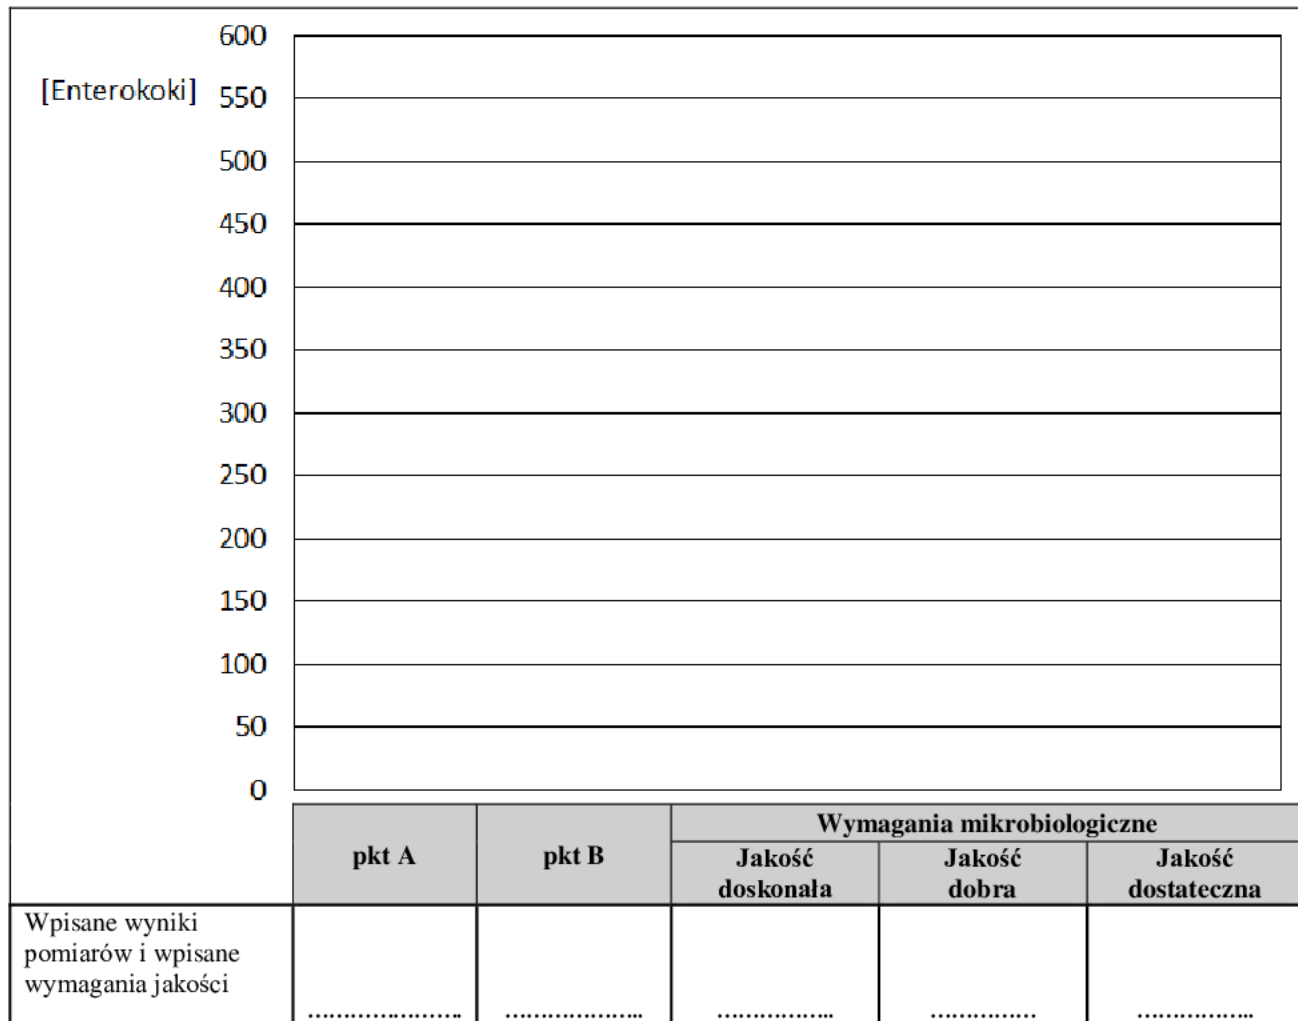 600
[Enterokoki] 550
500
450
400
350
300
250
200
150
100
50
0
Wymagania mikrobiologiczne
pkt A pkt B Jakość doskonała Jakość dobra Jakość dostateczna
Wpisane wyniki
pomiarów i wpisane
wymagania jakości
........................ ........................ ................... ................. ...................